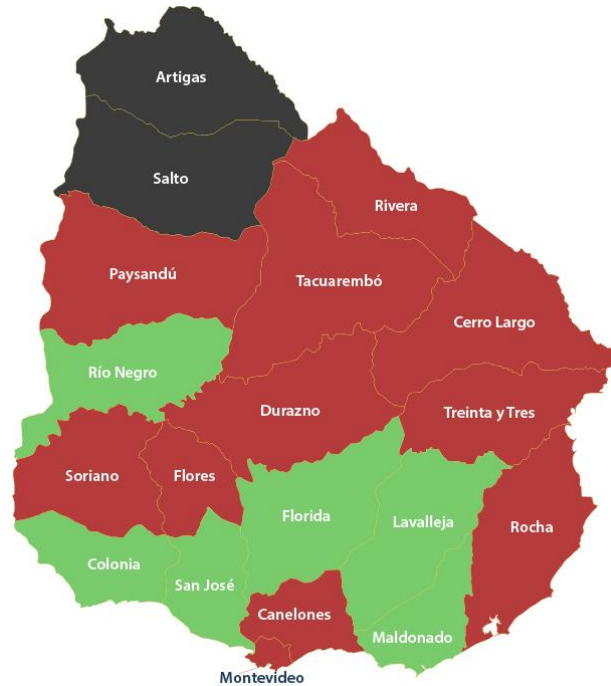 Artigas
Salto
Rivera
Paysandú
Tacuarembó
Cerro Largo
Río Negro
Durazno
Treinta y Tres
Soriano
Flores
Florida
Lavalleja
Rocha
Colonia
San José
Canelones
Maldonado
Montevideo